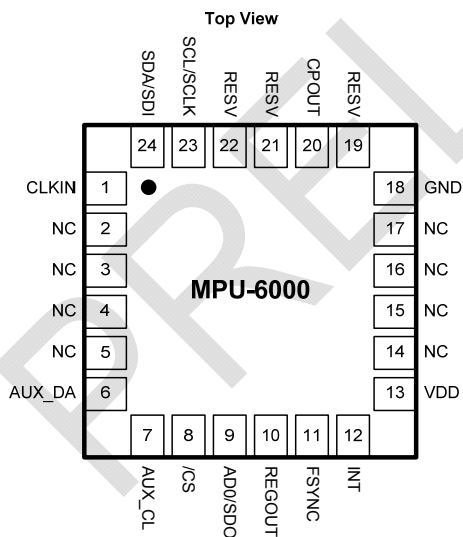 Top View
SDA/SDI
SCL/SCLK
RESV
RESV
CPOUT
RESV
24 23 22 21 20 19
CLKIN 1 18 GND
NC 2 17 NC
NC 3 16 NC
MPU-6000
NC 4 15 NC
NC 5 14 NC
AUX_DA 6 13 VDD
7 8 9 10 11 12
AUX_CL
/CS
AD0/SDO
REGOUT
FSYNC
INT
PREL